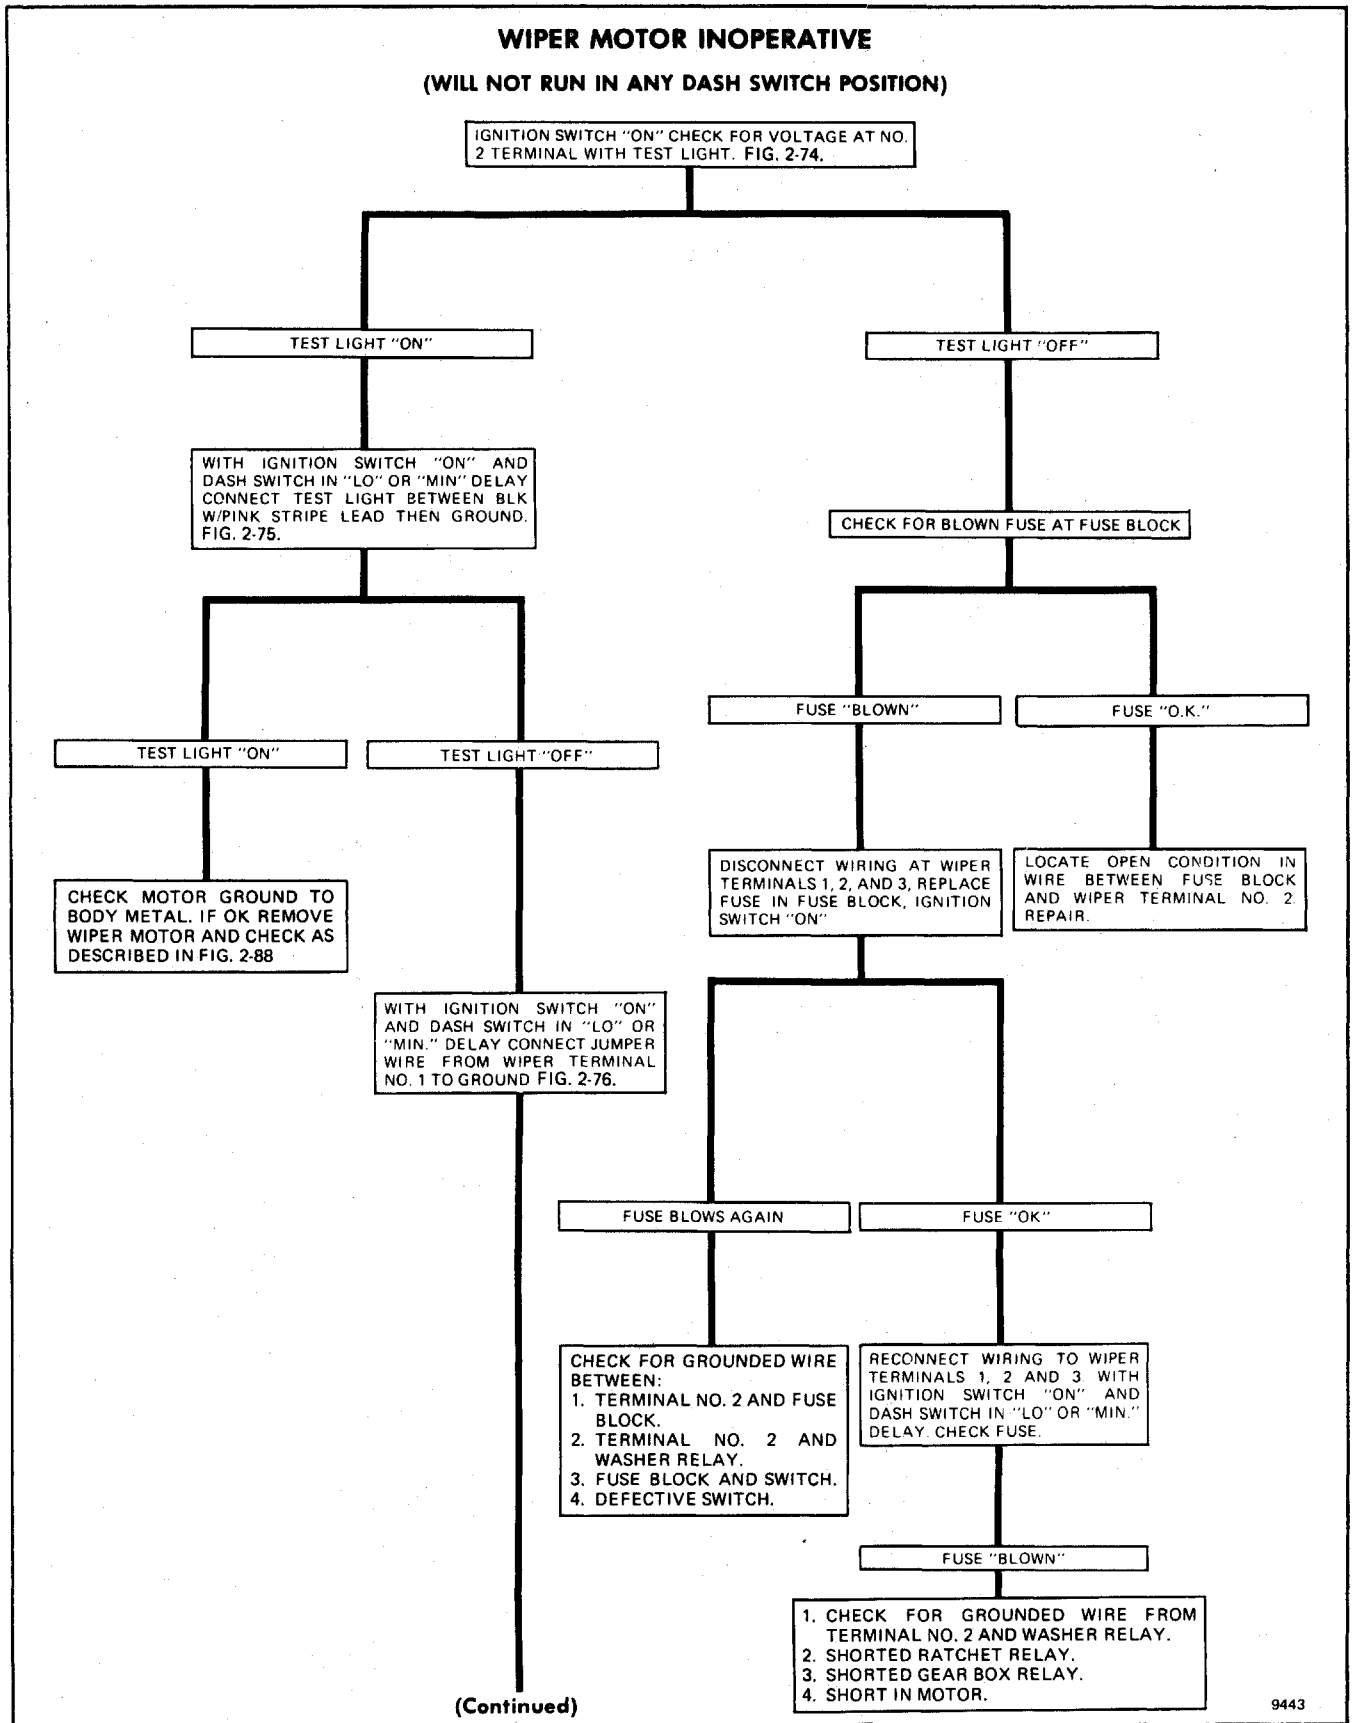 WIPER MOTOR INOPERATIVE
(WILL NOT RUN IN ANY DASH SWITCH POSITION)
IGNITION SWITCH "ON" CHECK FOR VOLTAGE AT NO.
2 TERMINAL WITH TEST LIGHT. FIG. 2-74.
TEST LIGHT "ON"
TEST LIGHT "OFF"
WITH IGNITION SWITCH "ON" AND
DASH SWITCH IN "LO" OR "MIN" DELAY
CONNECT TEST LIGHT BETWEEN BLK
W/PINK STRIPE LEAD THEN GROUND.
FIG. 2-75.
CHECK FOR BLOWN FUSE AT FUSE BLOCK
FUSE "BLOWN"
FUSE "O.K."
TEST LIGHT "ON"
TEST LIGHT "OFF"
DISCONNECT WIRING AT WIPER
TERMINALS 1, 2, AND 3, REPLACE
FUSE IN FUSE BLOCK, IGNITION
SWITCH "ON"
LOCATE OPEN CONDITION IN
WIRE BETWEEN FUSE BLOCK
AND WIPER TERMINAL NO. 2
REPAIR.
CHECK MOTOR GROUND TO
BODY METAL. IF OK REMOVE
WIPER MOTOR AND CHECK AS
DESCRIBED IN FIG. 2-88
WITH IGNITION SWITCH "ON"
AND DASH SWITCH IN "LO" OR
"MIN." DELAY CONNECT JUMPER
WIRE FROM WIPER TERMINAL
NO. 1 TO GROUND FIG. 2-76.
FUSE BLOWS AGAIN
FUSE "OK"
CHECK FOR GROUNDED WIRE
BETWEEN:
1. TERMINAL NO. 2 AND FUSE
BLOCK.
2. TERMINAL NO. 2 AND
WASHER RELAY.
3. FUSE BLOCK AND SWITCH.
4. DEFECTIVE SWITCH.
RECONNECT WIRING TO WIPER
TERMINALS 1, 2 AND 3 WITH
IGNITION SWITCH "ON" AND
DASH SWITCH IN "LO" OR "MIN."
DELAY. CHECK FUSE.
FUSE "BLOWN"
1. CHECK FOR GROUNDED WIRE FROM
TERMINAL NO. 2 AND WASHER RELAY.
2. SHORTED RATCHET RELAY.
3. SHORTED GEAR BOX RELAY.
4. SHORT IN MOTOR.
(Continued)
9443